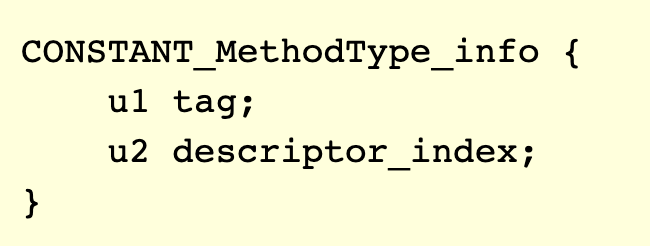 CONSTANT_MethodType_info {
    u1 tag;
    u2 descriptor_index;
}